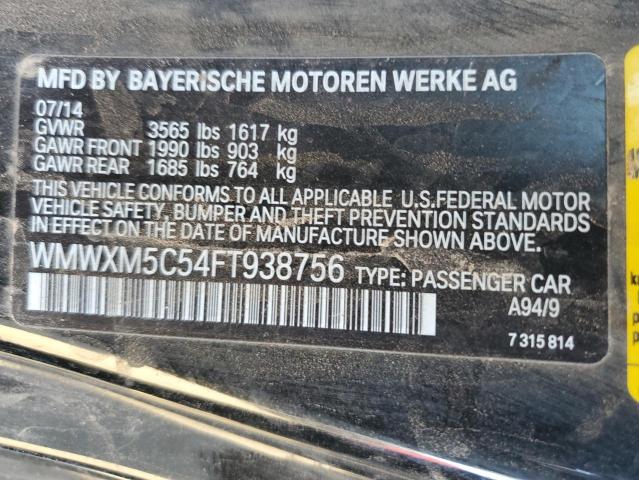 MFD BY BAYERISCHE MOTOREN WERKE AG
07/14
GVWR 3565 lbs 1617 kg
GAWR FRONT 1990 lbs 903 kg
GAWR REAR 1685 lbs 764 kg
THIS VEHICLE CONFORMS TO ALL APPLICABLE U.S.FEDERAL MOTOR
VEHICLE SAFETY, BUMPER AND THEFT PREVENTION STANDARDS
IN EFFECT ON THE DATE OF MANUFACTURE SHOWN ABOVE.
WMWXM5C54FT938756 TYPE: PASSENGER CAR
A94/9
7 315 814